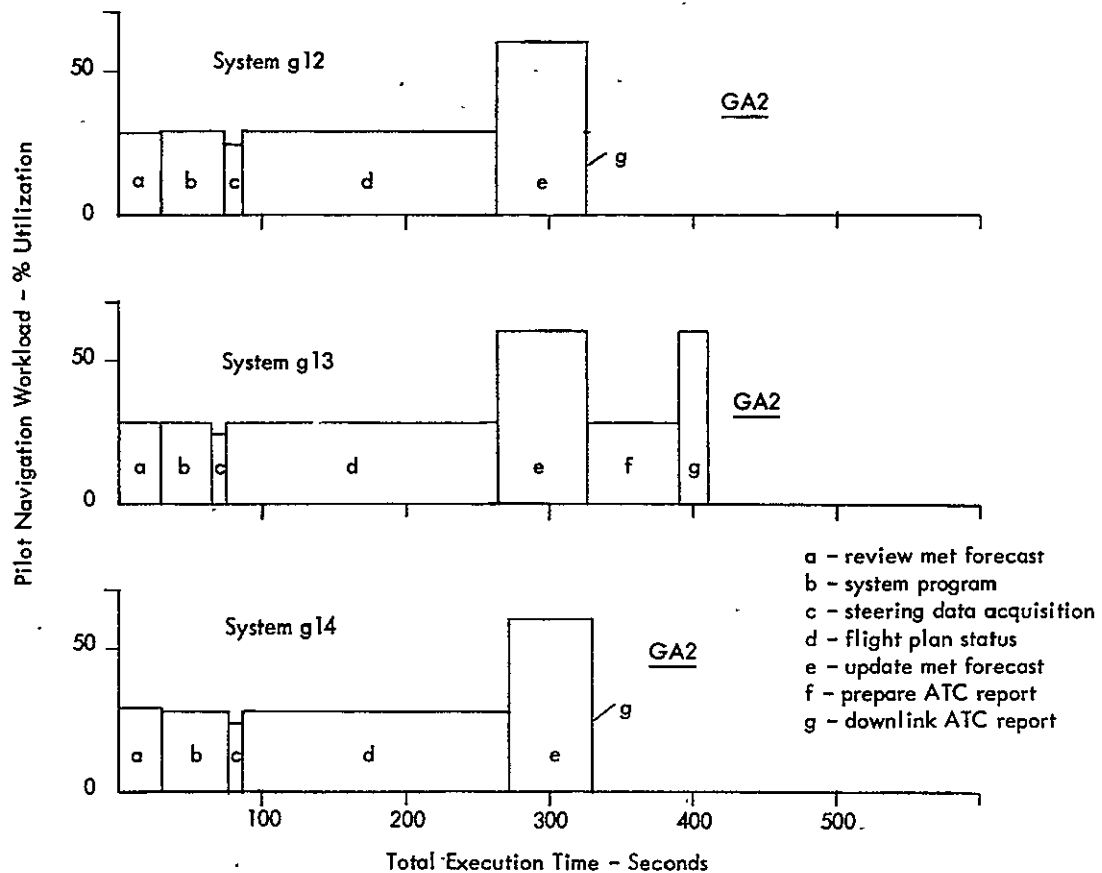 Pilot Navigation Workload - % Utilization
System g12
50
GA2
g
a b c d e
0
System g13
50
GA2
a b c d e f g
0
a - review met forecast
b - system program
c - steering data acquisition
d - flight plan status
e - update met forecast
f - prepare ATC report
g - downlink ATC report
System g14
50
GA2
g
a b c d e
0
100 200 300 400 500
Total Execution Time - Seconds